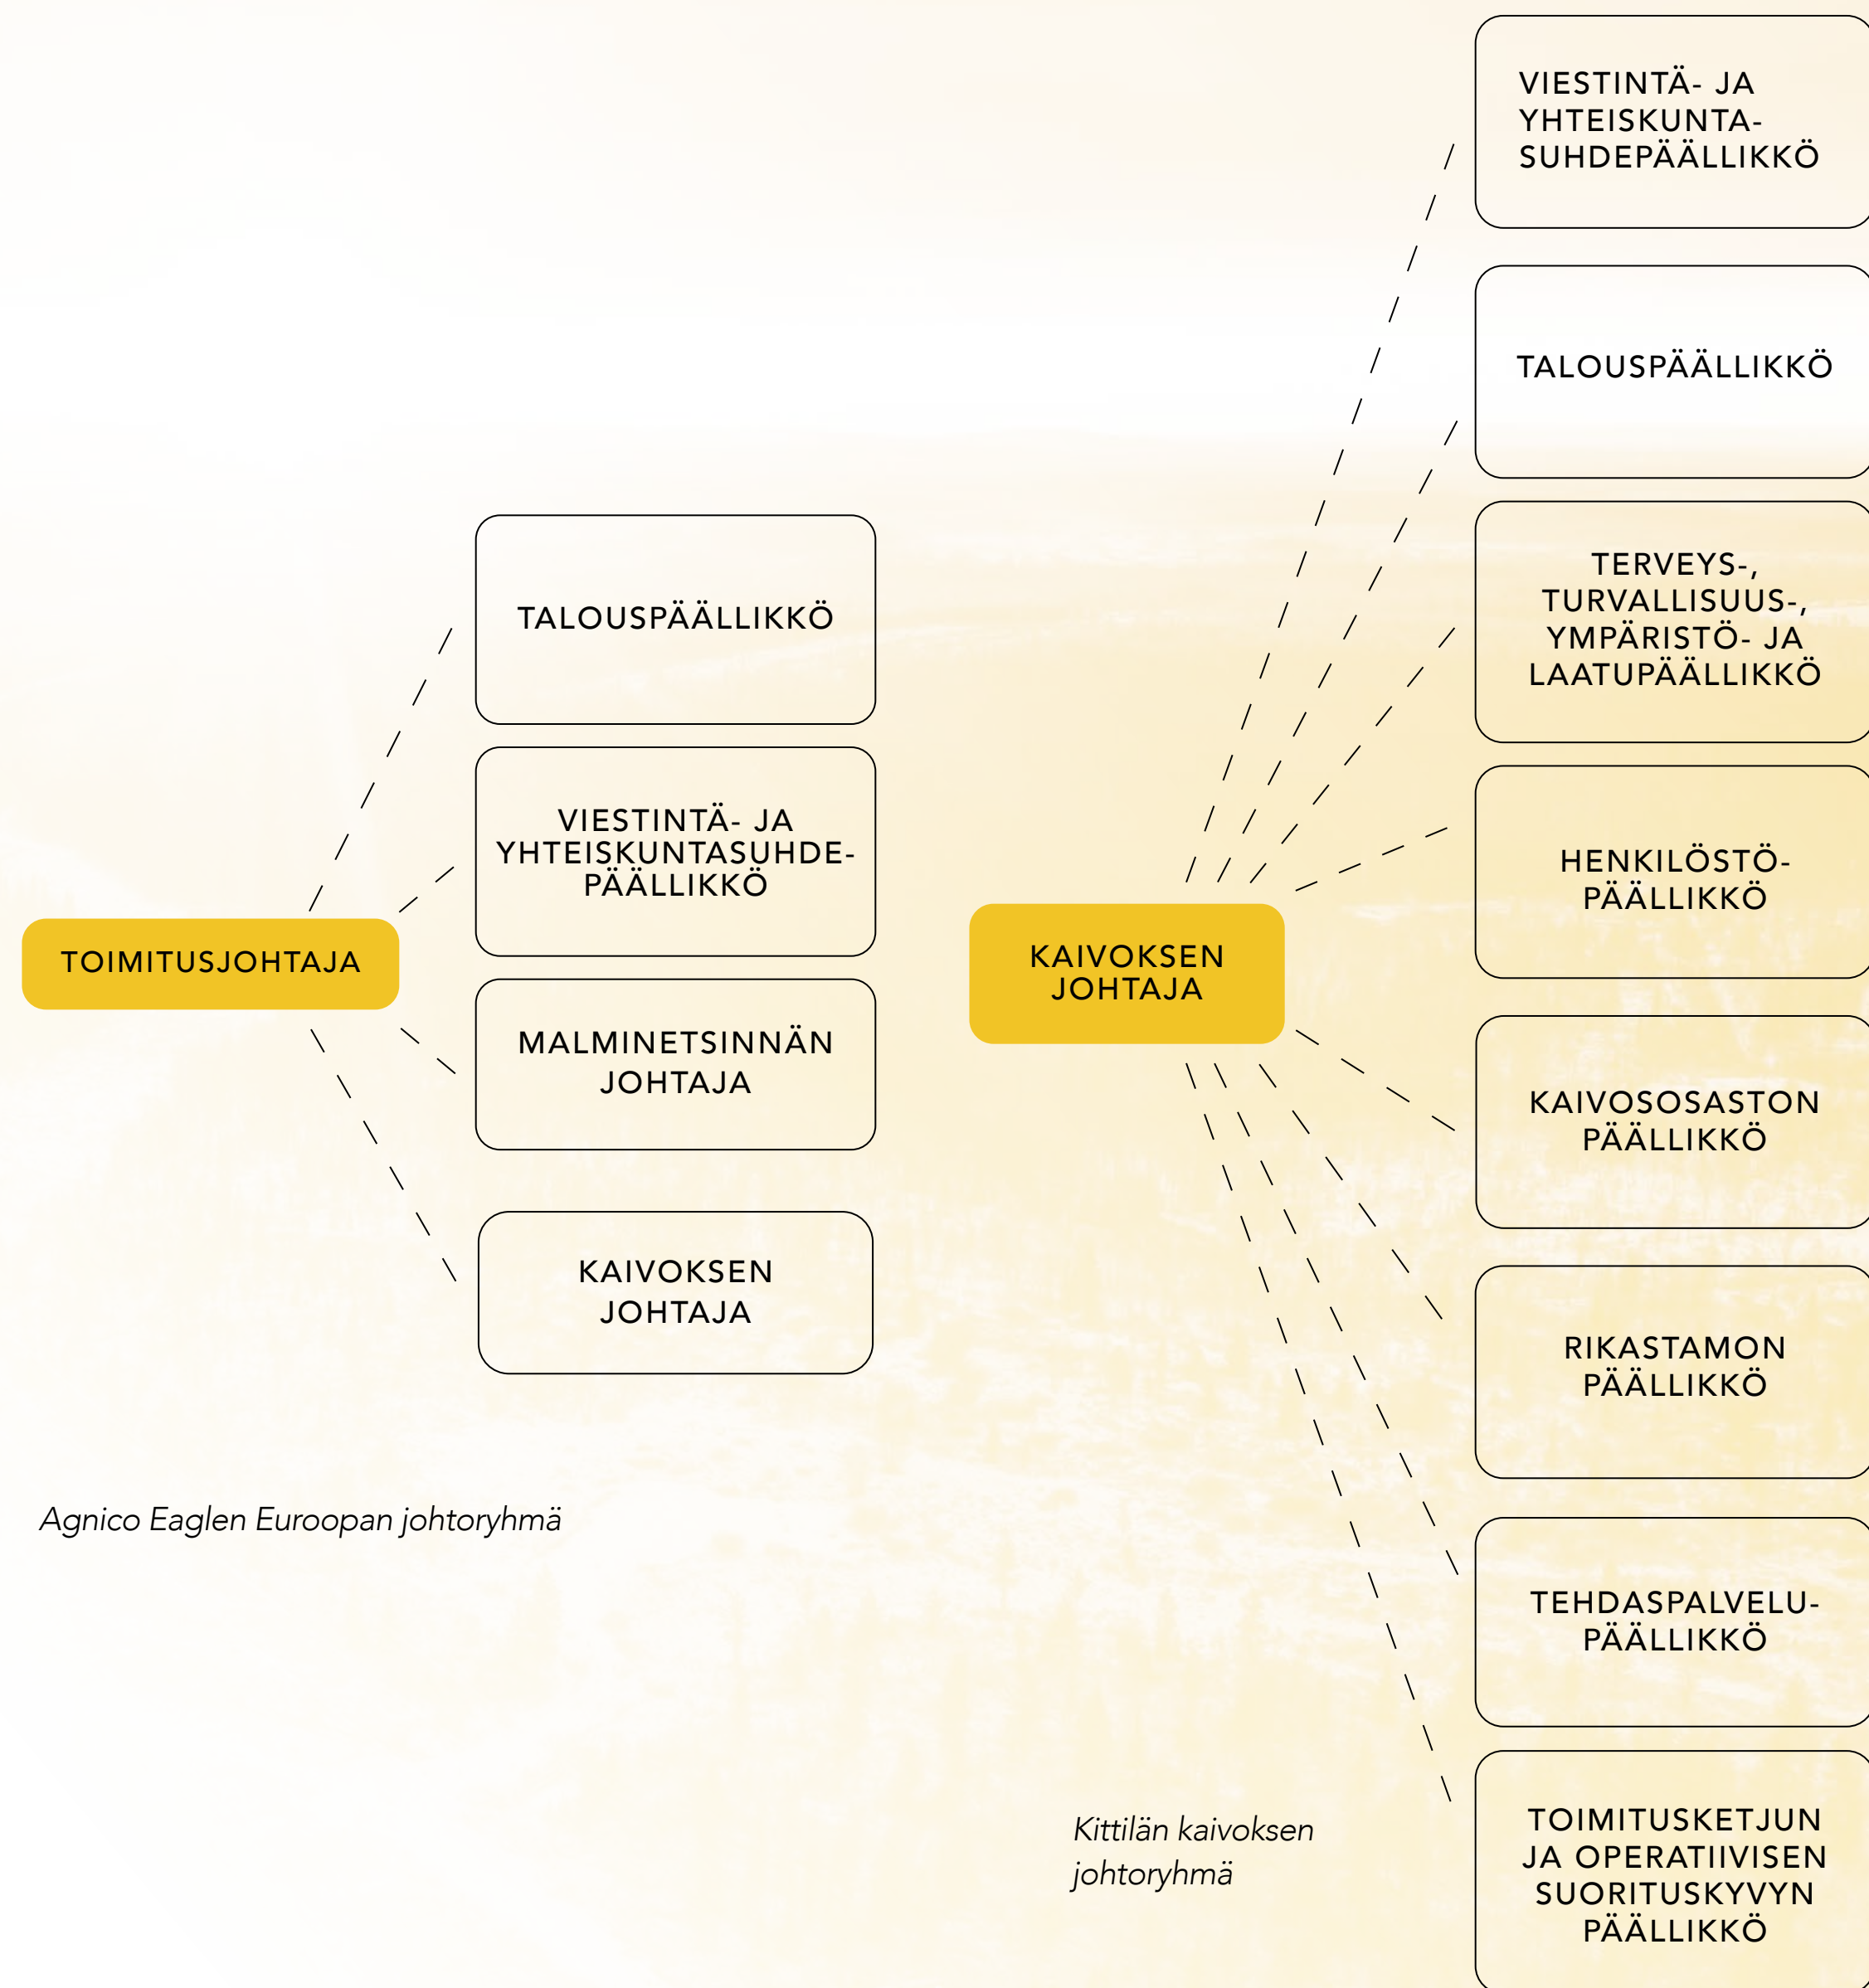 TOIMITUSJOHTAJA
TALOUSPÄÄLLIKKÖ
VIESTINTÄ- JA
YHTEISKUNTASUHDE-
PÄÄLLIKKÖ
MALMINETSINNÄN
JOHTAJA
KAIVOKSEN
JOHTAJA
Agnico Eaglen Euroopan johtoryhmä
KAIVOKSEN
JOHTAJA
VIESTINTÄ- JA
YHTEISKUNTA-
SUHDEPÄÄLLIKKÖ
TALOUSPÄÄLLIKKÖ
TERVEYS-,
TURVALLISUUS-,
YMPÄRISTÖ- JA
LAATUPÄÄLLIKKÖ
HENKILÖSTÖ-
PÄÄLLIKKÖ
KAIVOSOSASTON
PÄÄLLIKKÖ
RIKASTAMON
PÄÄLLIKKÖ
TEHDASPALVELU-
PÄÄLLIKKÖ
TOIMITUSKETJUN
JA OPERATIIVISEN
SUORITUSKYVYN
PÄÄLLIKKÖ
Kittilän kaivoksen
johtoryhmä